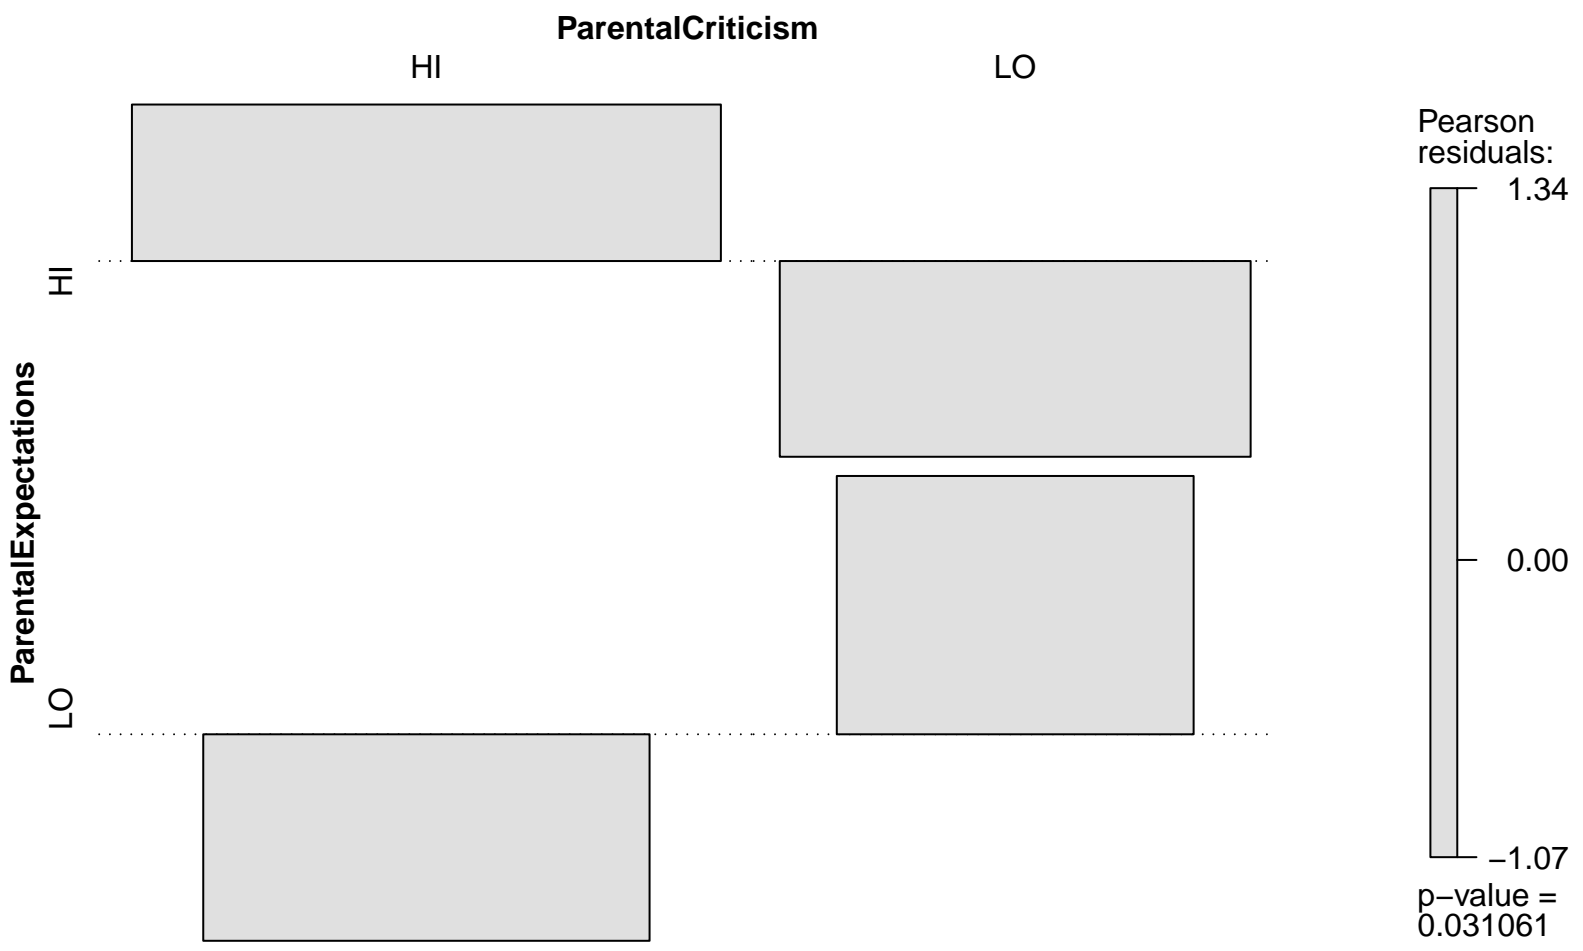 ParentalCriticism
HI
LO
ParentalExpectations
HI
LO
Pearson
residuals:
1.34
0.00
−1.07
p−value =
0.031061